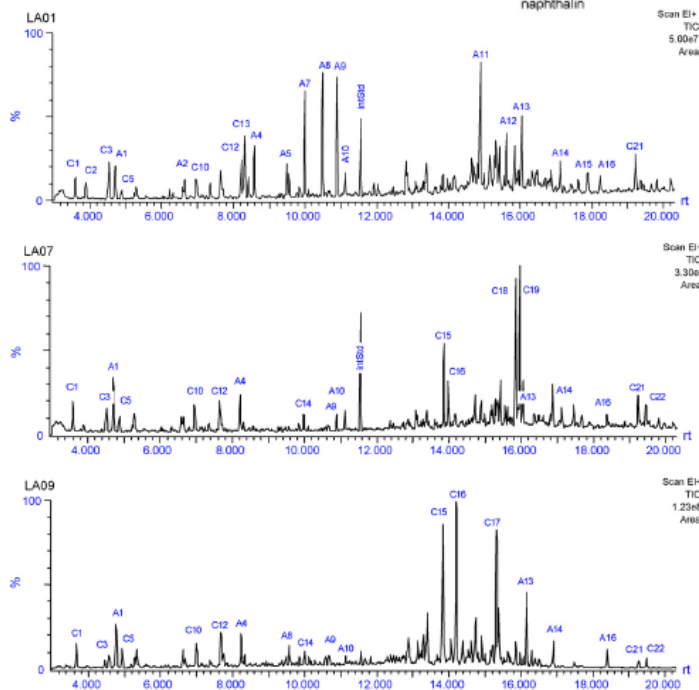 naphthalin
LA01
Scan EI+
TIC
5.00e7
Area
100
%
0
C1 C2 C3 A1 C5 A2 C10 C12 C13 A4 A5 A7 A8 A9 A10 IntStd A11 A12 A13 A14 A15 A16 C21
4.000 6.000 8.000 10.000 12.000 14.000 16.000 18.000 20.000 rt
LA07
Scan EI+
TIC
3.30e
Area
100
%
0
C1 C3 A1 C5 C10 C12 A4 C14 A9 A10 IntStd C15 C16 C18 C19 A13 A14 A16 C21 C22
4.000 6.000 8.000 10.000 12.000 14.000 16.000 18.000 20.000 rt
LA09
Scan EI+
TIC
1.23e8
Area
100
%
0
C1 C3 A1 C5 C10 C12 A4 A8 C14 A9 A10 C15 C16 C17 A13 A14 A16 C21 C22
4.000 6.000 8.000 10.000 12.000 14.000 16.000 18.000 20.000 rt